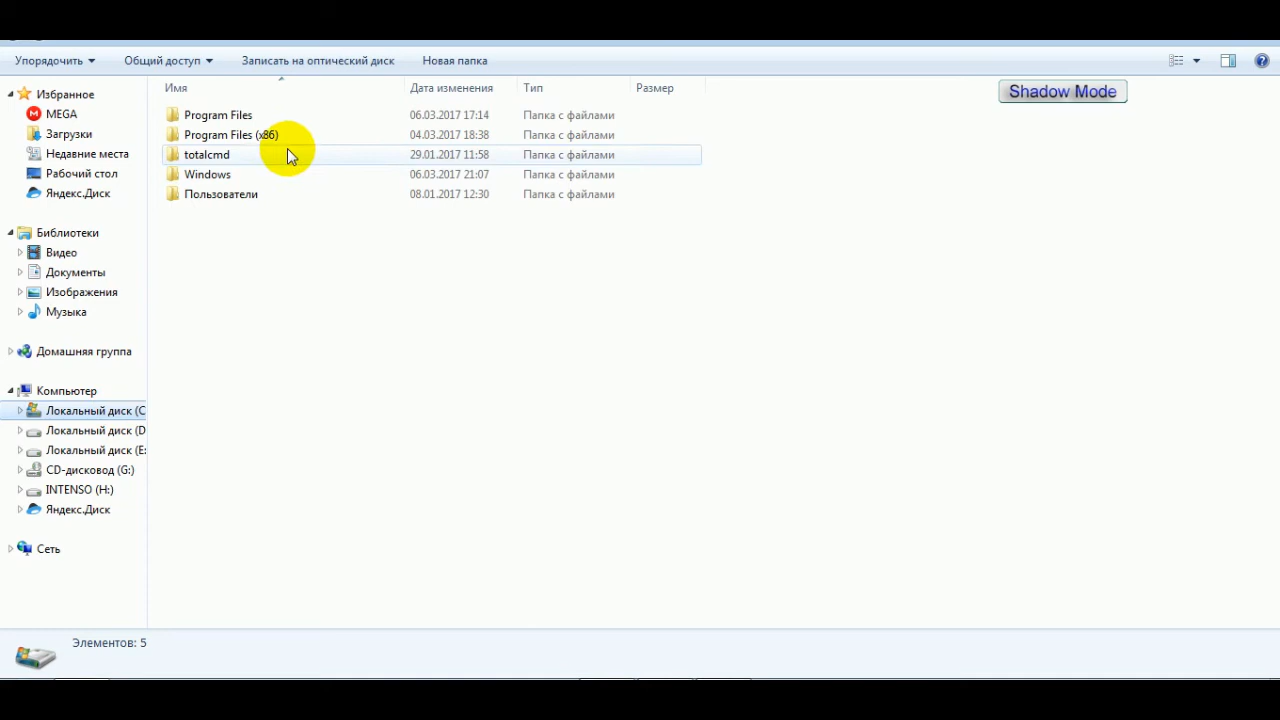 Упорядочить Общий доступ Записать на оптический диск Новая папка
Shadow Mode
Избранное
MEGA
Загрузки
Недавние места
Рабочий стол
Яндекс.Диск
Библиотеки
Видео
Документы
Изображения
Музыка
Домашняя группа
Компьютер
Локальный диск (C
Локальный диск (D
Локальный диск (E:
CD-дисковод (G:)
INTENSO (H:)
Яндекс.Диск
Сеть
Имя Дата изменения Тип Размер
Program Files 06.03.2017 17:14 Папка с файлами
Program Files (x86) 04.03.2017 18:38 Папка с файлами
totalcmd 29.01.2017 11:58 Папка с файлами
Windows 06.03.2017 21:07 Папка с файлами
Пользователи 08.01.2017 12:30 Папка с файлами
Элементов: 5